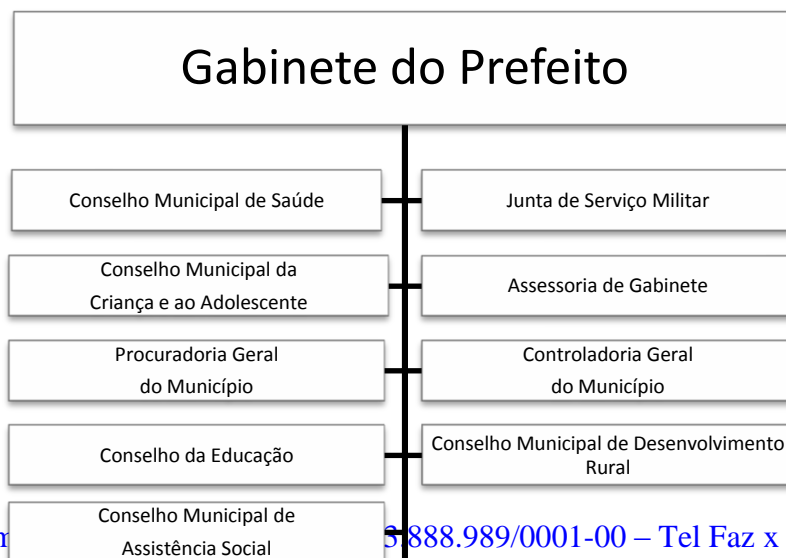 Gabinete do Prefeito
Conselho Municipal de Saúde
Junta de Serviço Militar
Conselho Municipal da
Criança e ao Adolescente
Assessoria de Gabinete
Procuradoria Geral
do Município
Controladoria Geral
do Município
Conselho da Educação
Conselho Municipal de Desenvolvimento
Rural
Conselho Municipal de
Assistência Social
888.989/0001-00 – Tel Faz x